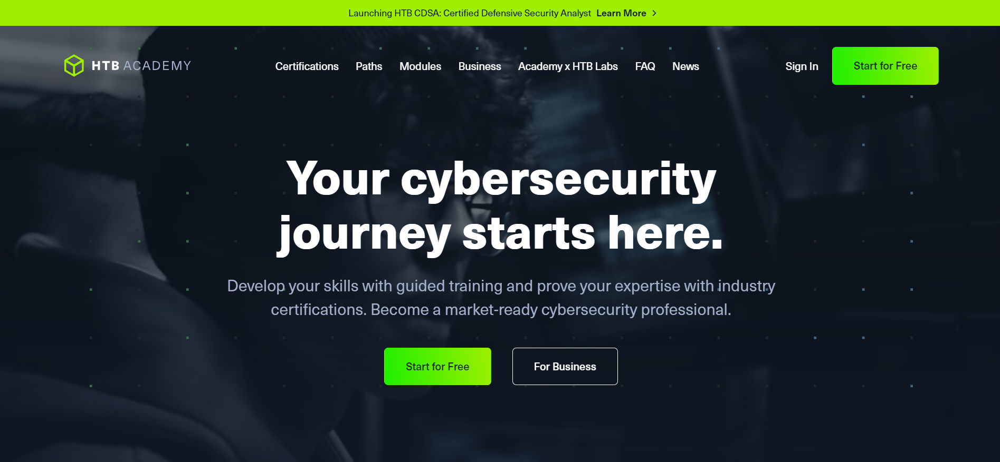 Launching HTB CDSA: Certified Defensive Security Analyst Learn More
HTB ACADEMY
Certifications Paths Modules Business Academy x HTB Labs FAQ News
Sign In Start for Free
Your cybersecurity
journey starts here.
Develop your skills with guided training and prove your expertise with industry
certifications. Become a market-ready cybersecurity professional.
Start for Free For Business